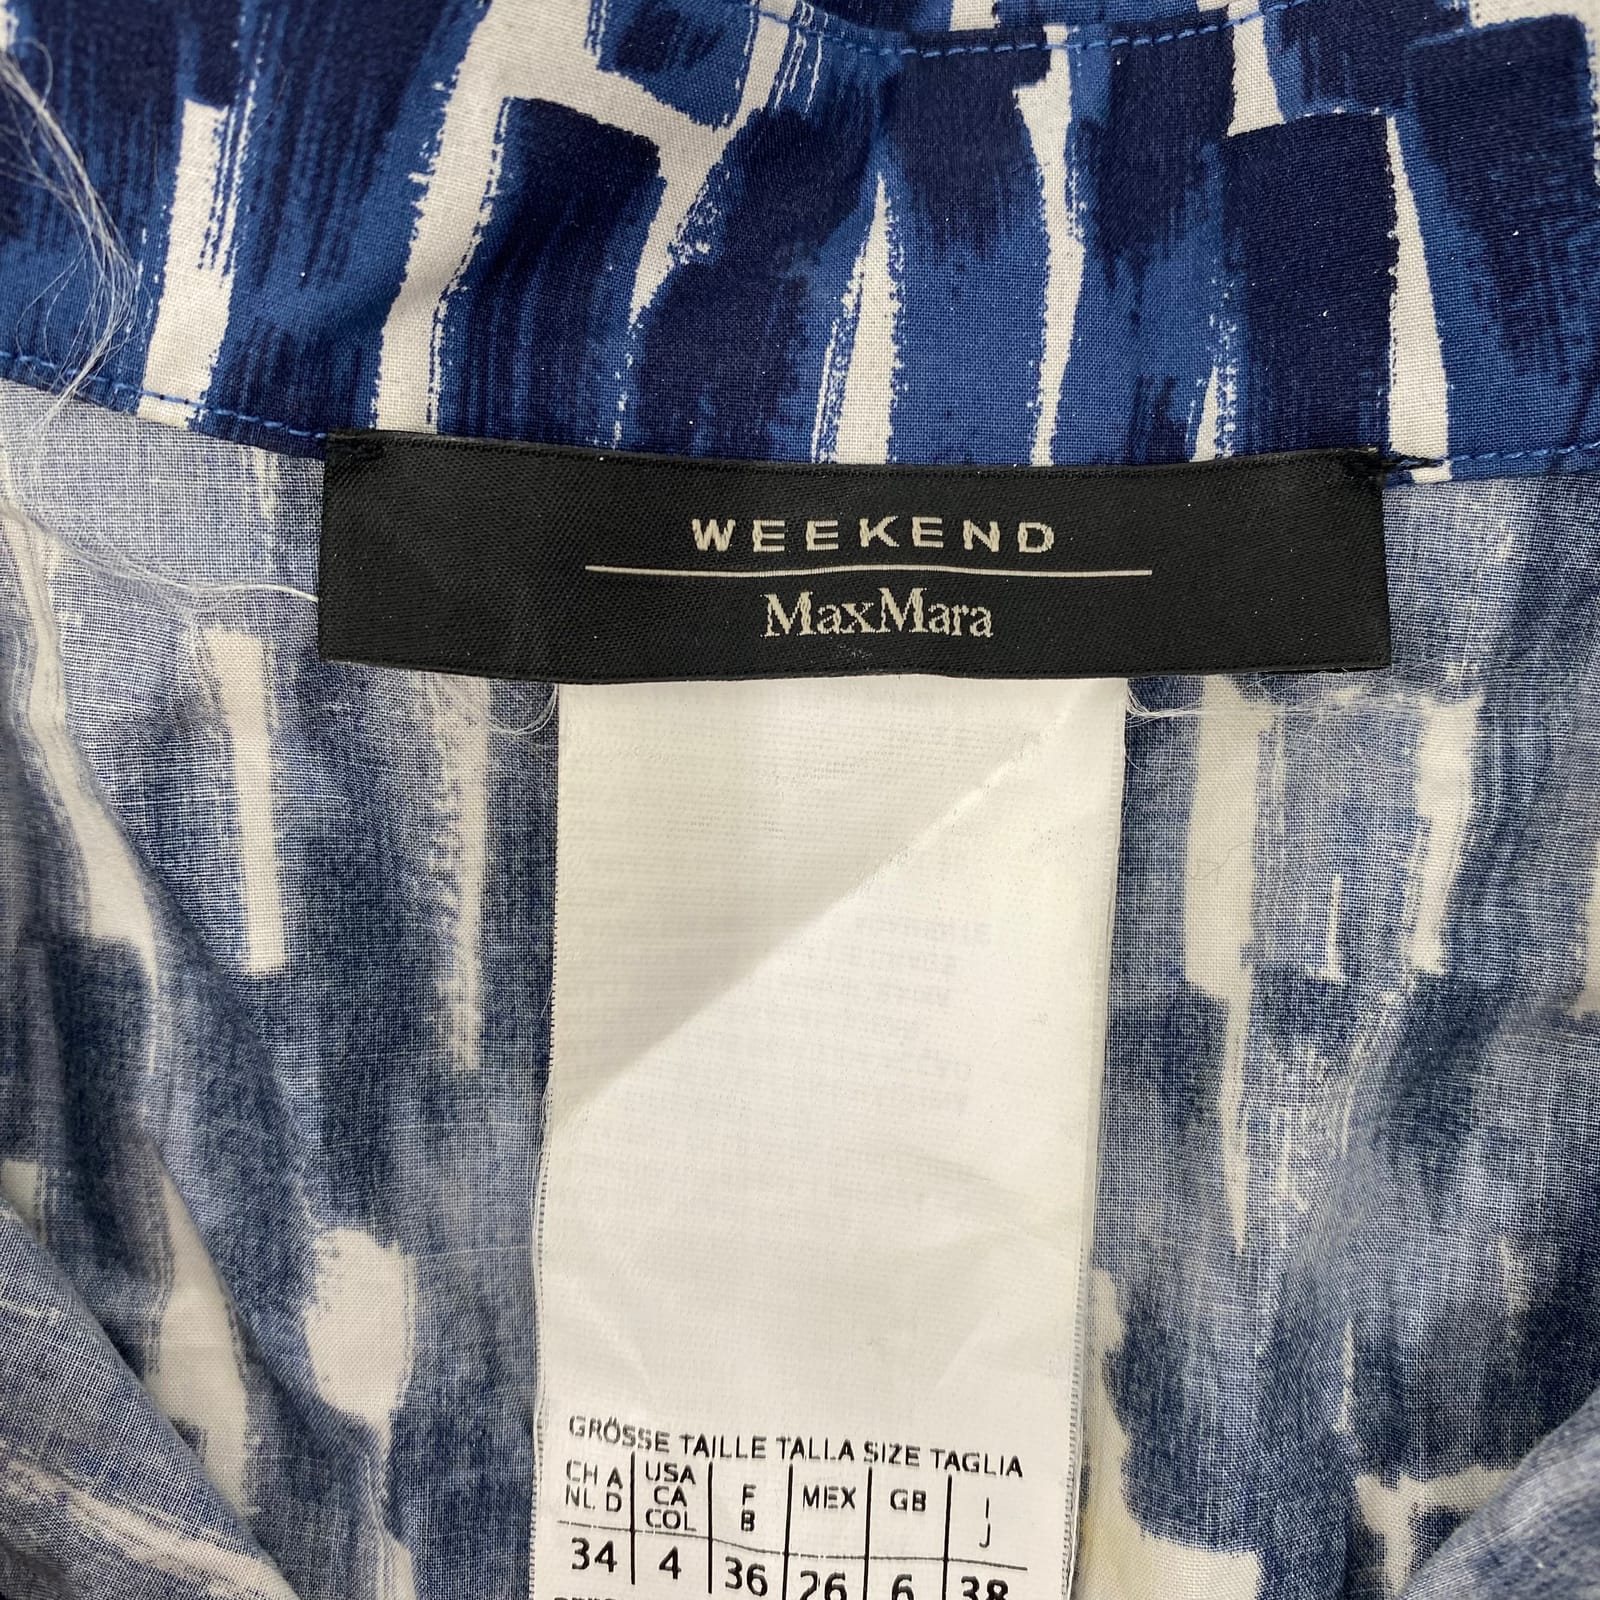 WEEKEND
MaxMara
GRÖSSE TAILLE TALLA SIZE TAGLIA
CH A USA F MEX GB I
NL D CA B J
COL
34 4 36 26 6 38